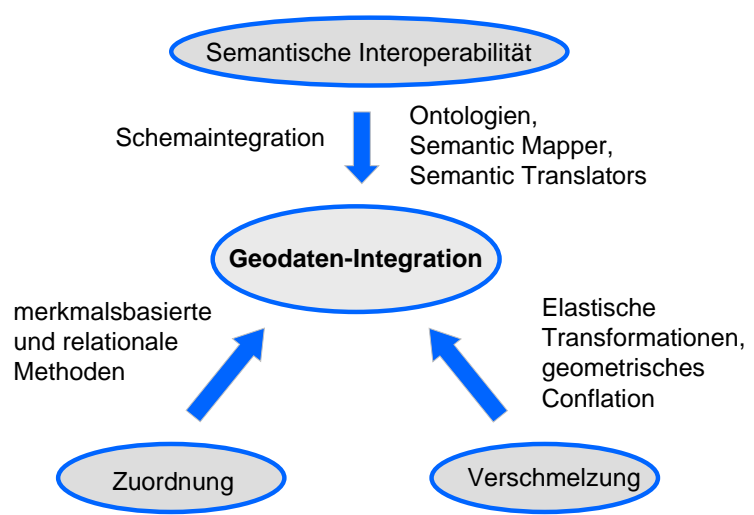 Semantische Interoperabilität
Schemaintegration
Ontologien,
Semantic Mapper,
Semantic Translators
Geodaten-Integration
merkmalsbasierte
und relationale
Methoden
Elastische
Transformationen,
geometrisches
Conflation
Zuordnung
Verschmelzung